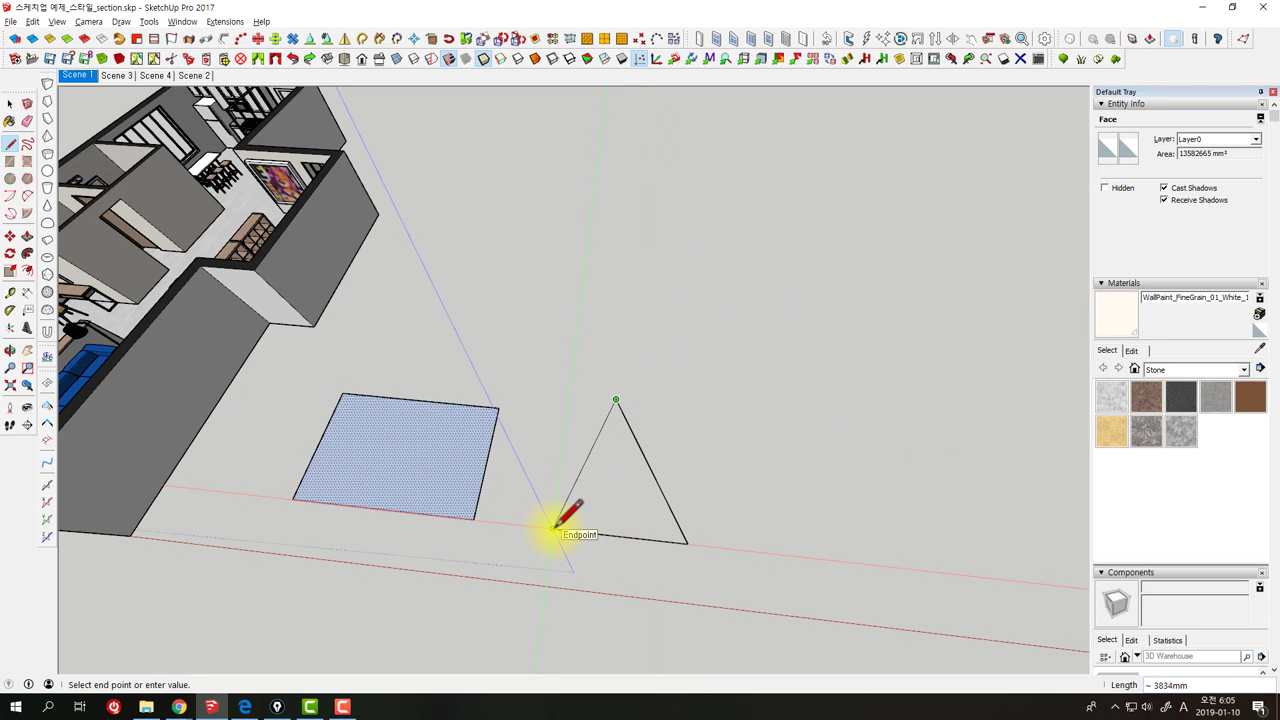 스케치업 예제_스타일_section.skp - SketchUp Pro 2017
File Edit View Camera Draw Tools Window Extensions Help
Scene 1 Scene 3 Scene 4 Scene 2
Default Tray
Entity Info
Face
Layer: Layer0
Area: 13582665 mm²
Hidden Cast Shadows
Receive Shadows
Materials
WallPaint_FineGrain_01_White_1
Select Edit
Stone
Endpoint
Components
Select Edit Statistics
3D Warehouse
Select end point or enter value.
Length ~ 3834mm
A 오전 6:05
2019-01-10